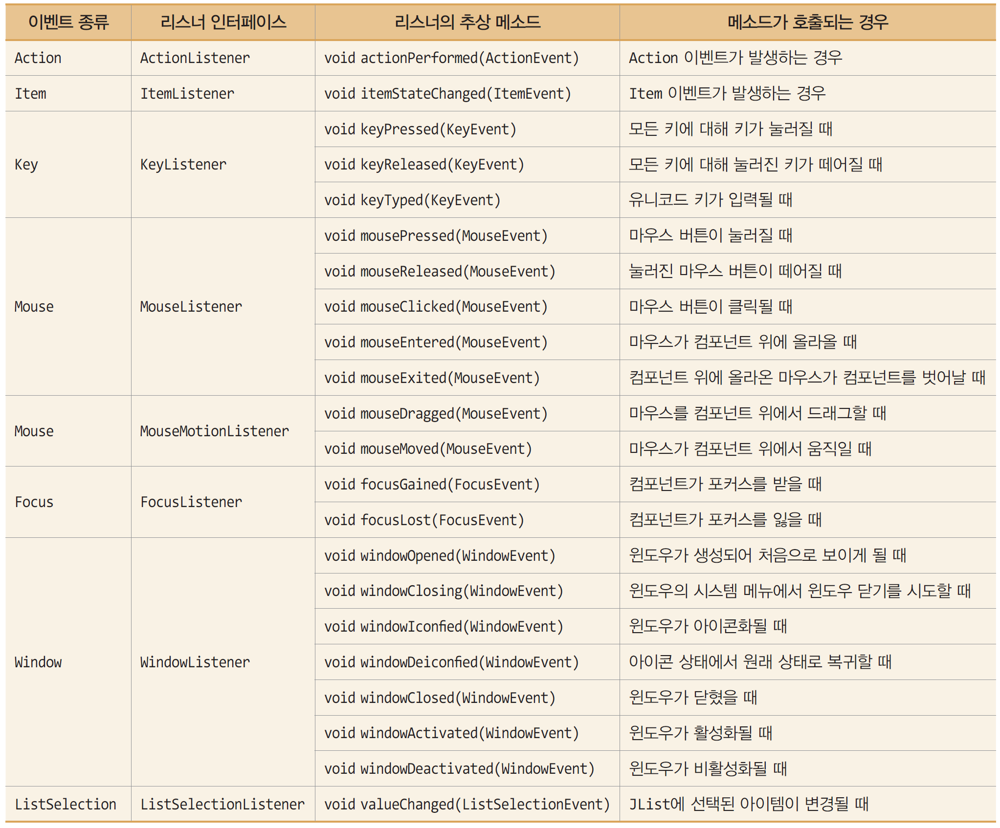 이벤트 종류 리스너 인터페이스 리스너의 추상 메소드 메소드가 호출되는 경우
Action ActionListener void actionPerformed(ActionEvent) Action 이벤트가 발생하는 경우
Item ItemListener void itemStateChanged(ItemEvent) Item 이벤트가 발생하는 경우
Key KeyListener void keyPressed(KeyEvent) 모든 키에 대해 키가 눌러질 때
void keyReleased(KeyEvent) 모든 키에 대해 눌러진 키가 떼어질 때
void keyTyped(KeyEvent) 유니코드 키가 입력될 때
Mouse MouseListener void mousePressed(MouseEvent) 마우스 버튼이 눌러질 때
void mouseReleased(MouseEvent) 눌러진 마우스 버튼이 떼어질 때
void mouseClicked(MouseEvent) 마우스 버튼이 클릭될 때
void mouseEntered(MouseEvent) 마우스가 컴포넌트 위에 올라올 때
void mouseExited(MouseEvent) 컴포넌트 위에 올라온 마우스가 컴포넌트를 벗어날 때
Mouse MouseMotionListener void mouseDragged(MouseEvent) 마우스를 컴포넌트 위에서 드래그할 때
void mouseMoved(MouseEvent) 마우스가 컴포넌트 위에서 움직일 때
Focus FocusListener void focusGained(FocusEvent) 컴포넌트가 포커스를 받을 때
void focusLost(FocusEvent) 컴포넌트가 포커스를 잃을 때
Window WindowListener void windowOpened(WindowEvent) 윈도우가 생성되어 처음으로 보이게 될 때
void windowClosing(WindowEvent) 윈도우의 시스템 메뉴에서 윈도우 닫기를 시도할 때
void windowIconfied(WindowEvent) 윈도우가 아이콘화될 때
void windowDeiconfied(WindowEvent) 아이콘 상태에서 원래 상태로 복귀할 때
void windowClosed(WindowEvent) 윈도우가 닫혔을 때
void windowActivated(WindowEvent) 윈도우가 활성화될 때
void windowDeactivated(WindowEvent) 윈도우가 비활성화될 때
ListSelection ListSelectionListener void valueChanged(ListSelectionEvent) JList에 선택된 아이템이 변경될 때